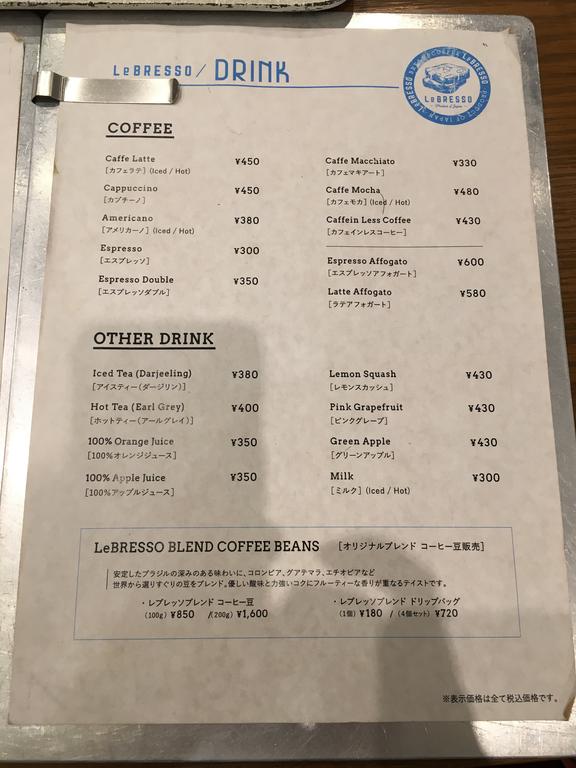 LeBRESSO / DRINK
LeBRESSO
PRODUCT OF JAPAN
COFFEE
Caffe Latte ¥450
[カフェラテ] (Iced / Hot)
Cappuccino ¥450
[カプチーノ]
Americano ¥380
[アメリカーノ] (Iced / Hot)
Espresso ¥300
[エスプレッソ]
Espresso Double ¥350
[エスプレッソダブル]
Caffe Macchiato ¥330
[カフェマキアート]
Caffe Mocha ¥480
[カフェモカ] (Iced / Hot)
Caffein Less Coffee ¥430
[カフェインレスコーヒー]
Espresso Affogato ¥600
[エスプレッソアフォガート]
Latte Affogato ¥580
[ラテアフォガート]
OTHER DRINK
Iced Tea (Darjeeling) ¥380
[アイスティー(ダージリン)]
Hot Tea (Earl Grey) ¥400
[ホットティー(アールグレイ)]
100% Orange Juice ¥350
[100%オレンジジュース]
100% Apple Juice ¥350
[100%アップルジュース]
Lemon Squash ¥430
[レモンスカッシュ]
Pink Grapefruit ¥430
[ピンクグレープ]
Green Apple ¥430
[グリーンアップル]
Milk ¥300
[ミルク] (Iced / Hot)
LeBRESSO BLEND COFFEE BEANS [オリジナルブレンド コーヒー豆販売]
安定したブラジルの深みのある味わいに、コロンビア、グアテマラ、エチオピアなど
世界から選りすぐりの豆をブレンド。優しい酸味と力強いコクにフルーティーな香りが重なるテイストです。
・レブレッソブレンド コーヒー豆
(100g) ¥850 /(200g) ¥1,600
・レブレッソブレンド ドリップバッグ
(1個) ¥180 / (4個セット) ¥720
※表示価格は全て税込価格です。